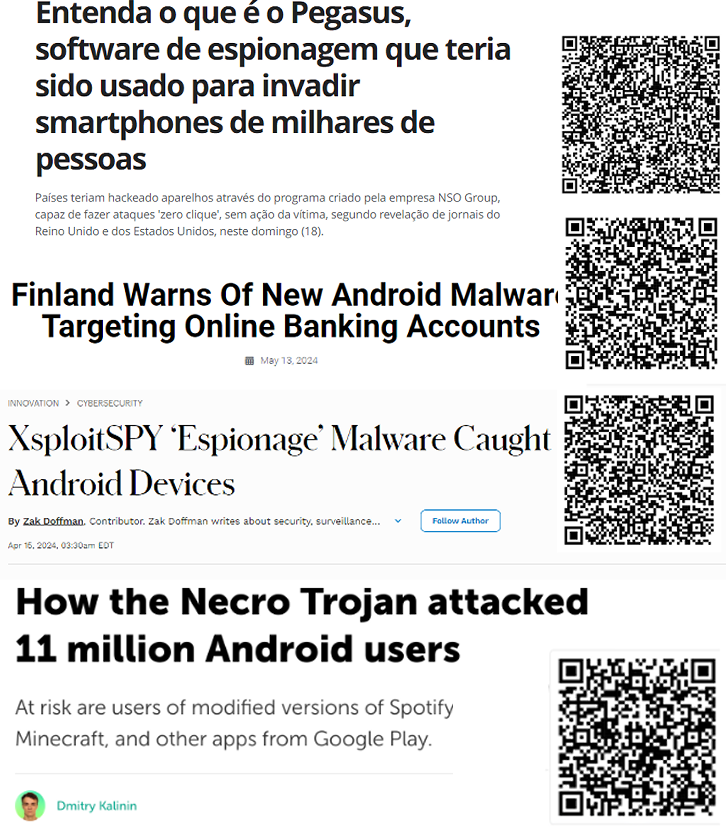 Entenda o que é o Pegasus,
software de espionagem que teria
sido usado para invadir
smartphones de milhares de
pessoas
Países teriam hackeado aparelhos através do programa criado pela empresa NSO Group,
capaz de fazer ataques 'zero clique', sem ação da vítima, segundo revelação de jornais do
Reino Unido e dos Estados Unidos, neste domingo (18).
Finland Warns Of New Android Malware
Targeting Online Banking Accounts
May 13, 2024
INNOVATION > CYBERSECURITY
XsploitSPY ‘Espionage’ Malware Caught
Android Devices
By Zak Doffman, Contributor. Zak Doffman writes about security, surveillance...
Follow Author
Apr 16, 2024, 03:30am EDT
How the Necro Trojan attacked
11 million Android users
At risk are users of modified versions of Spotify
Minecraft, and other apps from Google Play.
Dmitry Kalinin